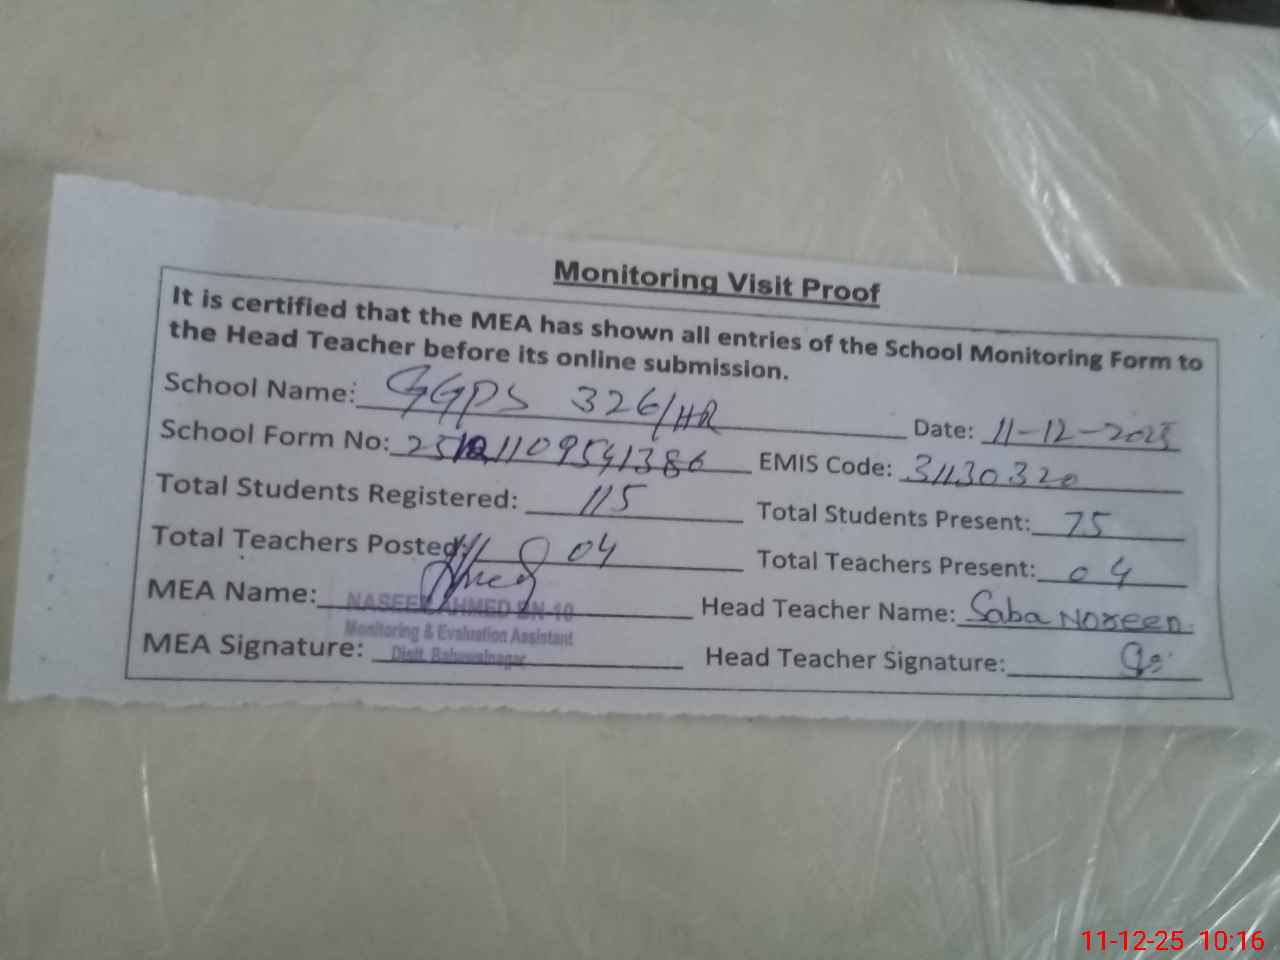 Monitoring Visit Proof
It is certified that the MEA has shown all entries of the School Monitoring Form to
the Head Teacher before its online submission.
School Name: GGPS 326/HR Date: 11-12-2025
School Form No: EMIS Code: 31130320
Total Students Registered: 115 Total Students Present: 75
Total Teachers Posted: 04 Total Teachers Present: 04
MEA Name: NASEER AHMED BN-10 Head Teacher Name: Saba Noreen
Monitoring & Evaluation Assistant
MEA Signature: Distt. Bahawalnagar Head Teacher Signature:
11-12-25 10:16